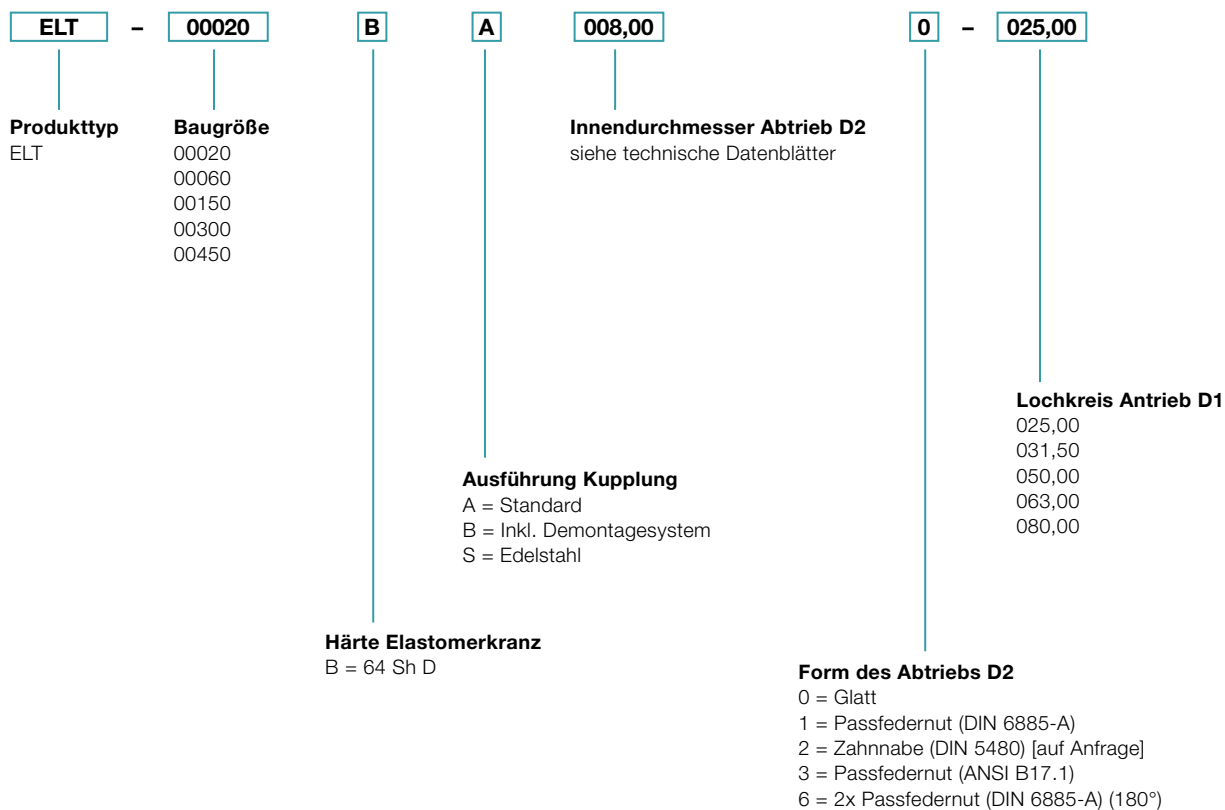 ELT – 00020 B A 008,00 0 – 025,00
Produkttyp
ELT
Baugröße
00020
00060
00150
00300
00450
Innendurchmesser Abtrieb D2
siehe technische Datenblätter
Lochkreis Antrieb D1
025,00
031,50
050,00
063,00
080,00
Ausführung Kupplung
A = Standard
B = Inkl. Demontagesystem
S = Edelstahl
Härte Elastomerkranz
B = 64 Sh D
Form des Abtriebs D2
0 = Glatt
1 = Passfedernut (DIN 6885-A)
2 = Zahnnabe (DIN 5480) [auf Anfrage]
3 = Passfedernut (ANSI B17.1)
6 = 2x Passfedernut (DIN 6885-A) (180°)